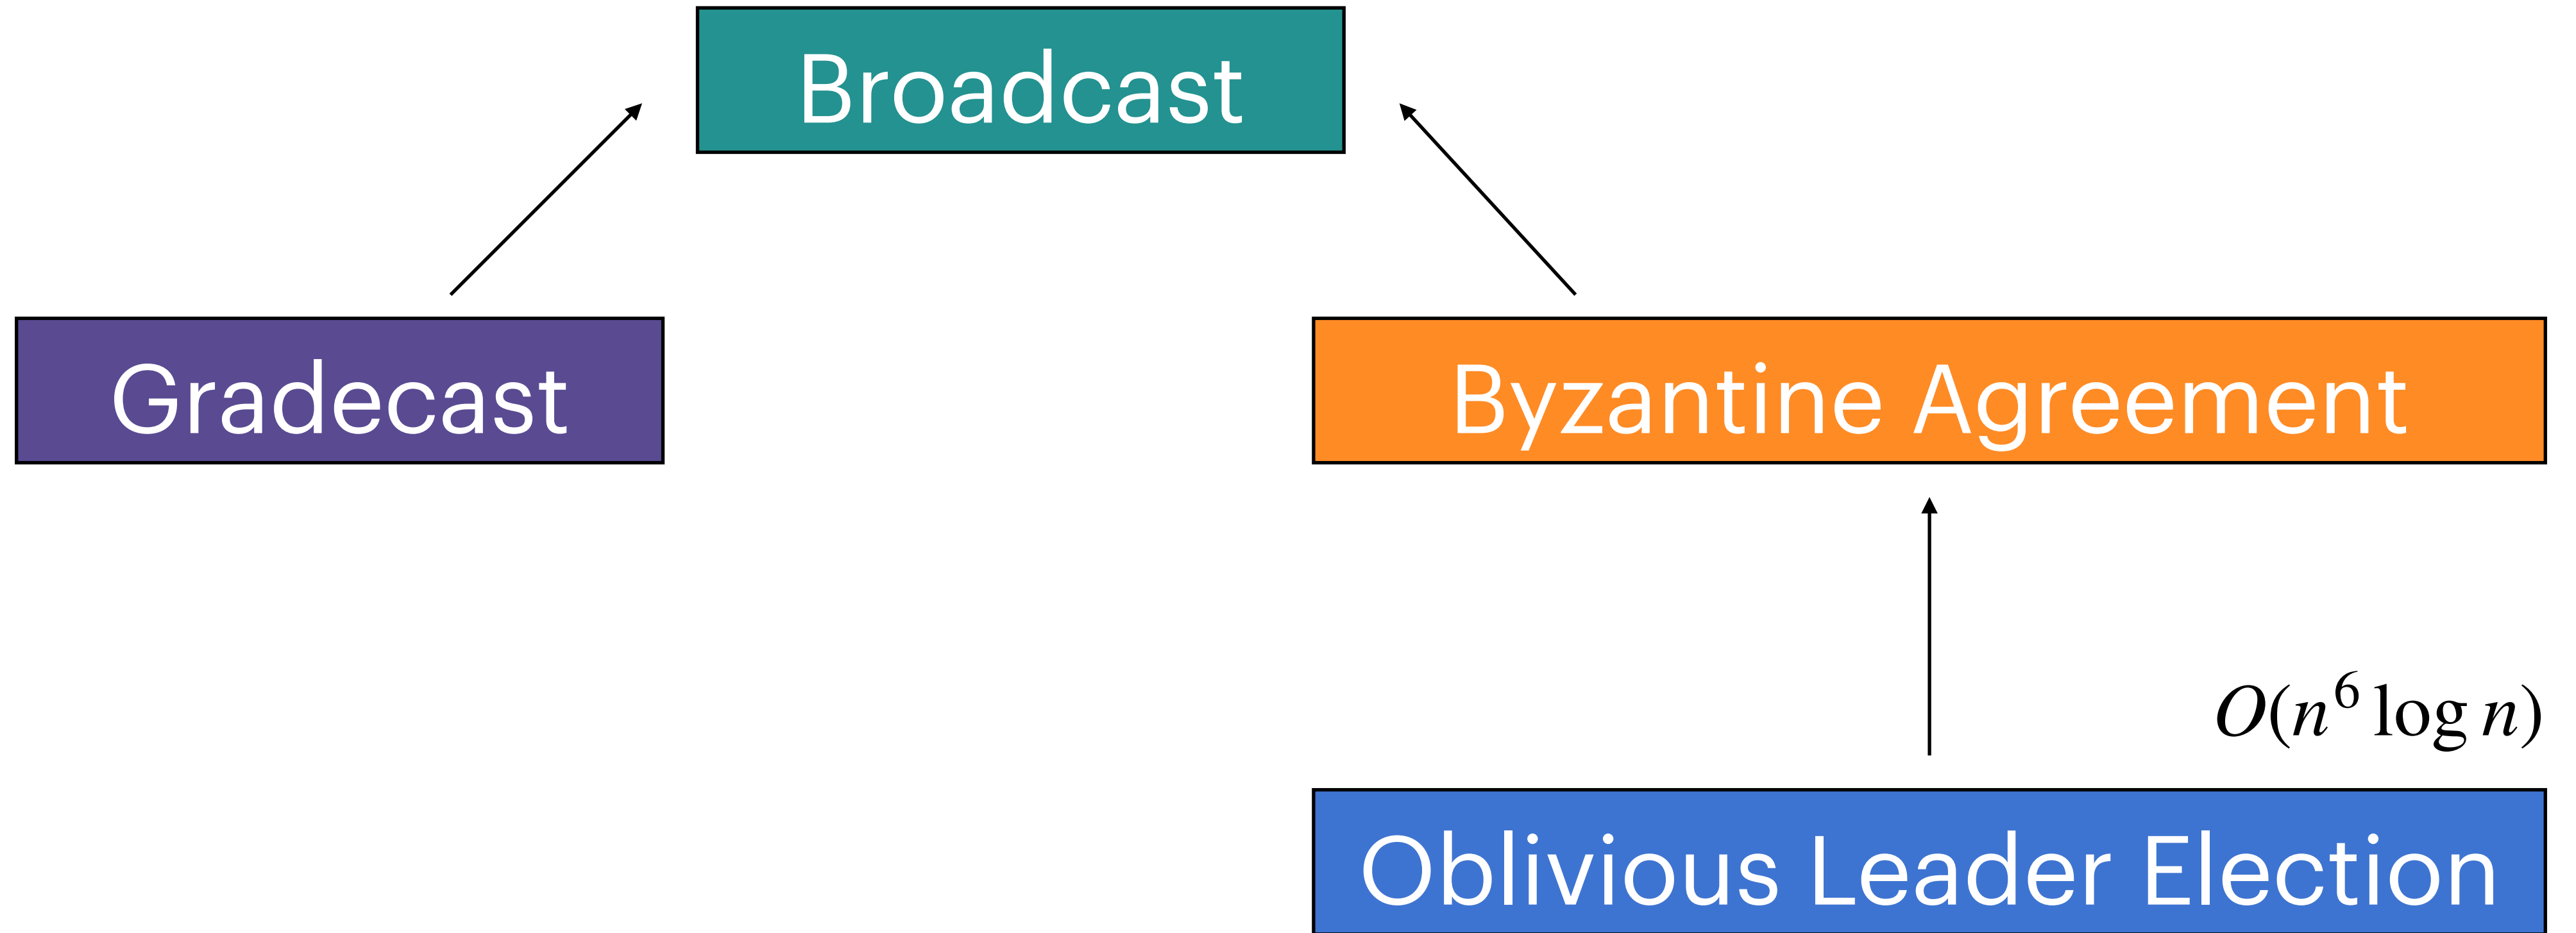 Broadcast
Gradecast
Byzantine Agreement
O(n⁶ log n)
Oblivious Leader Election